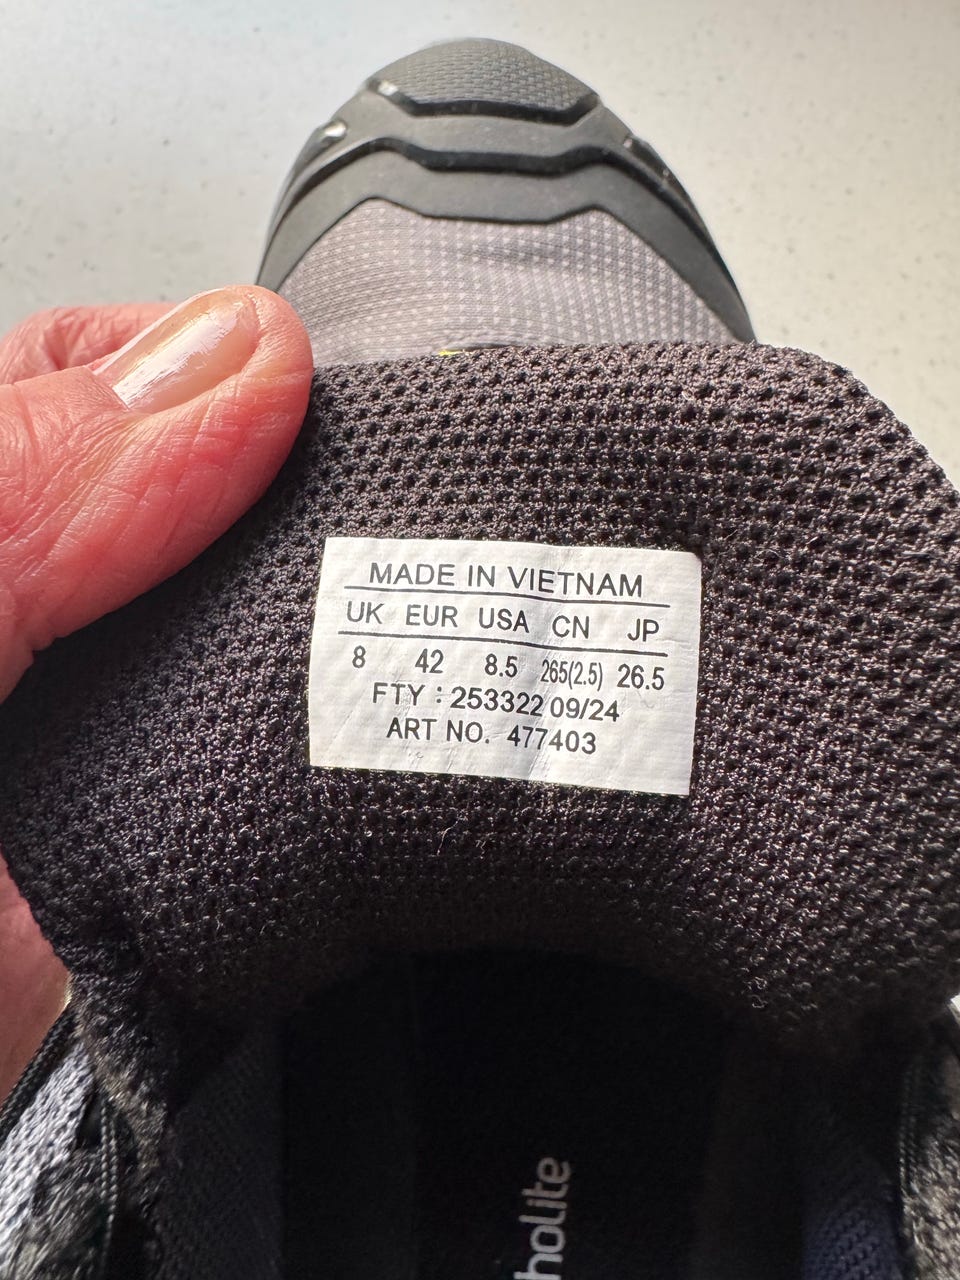 MADE IN VIETNAM
UK EUR USA CN JP
8 42 8.5 265(2.5) 26.5
FTY : 253322 09/24
ART NO. 477403
holite